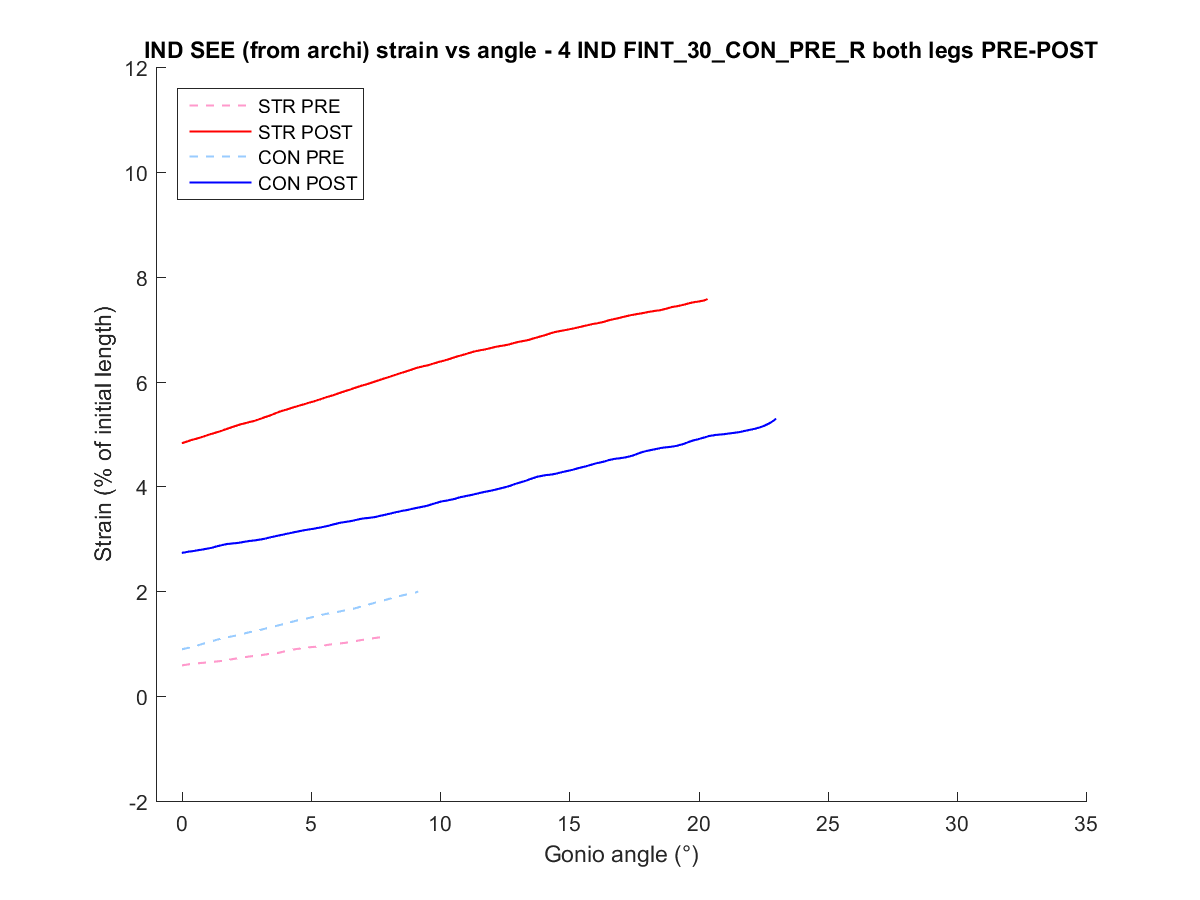 IND SEE (from archi) strain vs angle - 4 IND FINT_30_CON_PRE_R both legs PRE-POST
12
10
8
6
4
2
0
-2
STR PRE
STR POST
CON PRE
CON POST
Strain (% of initial length)
0 5 10 15 20 25 30 35
Gonio angle (°)